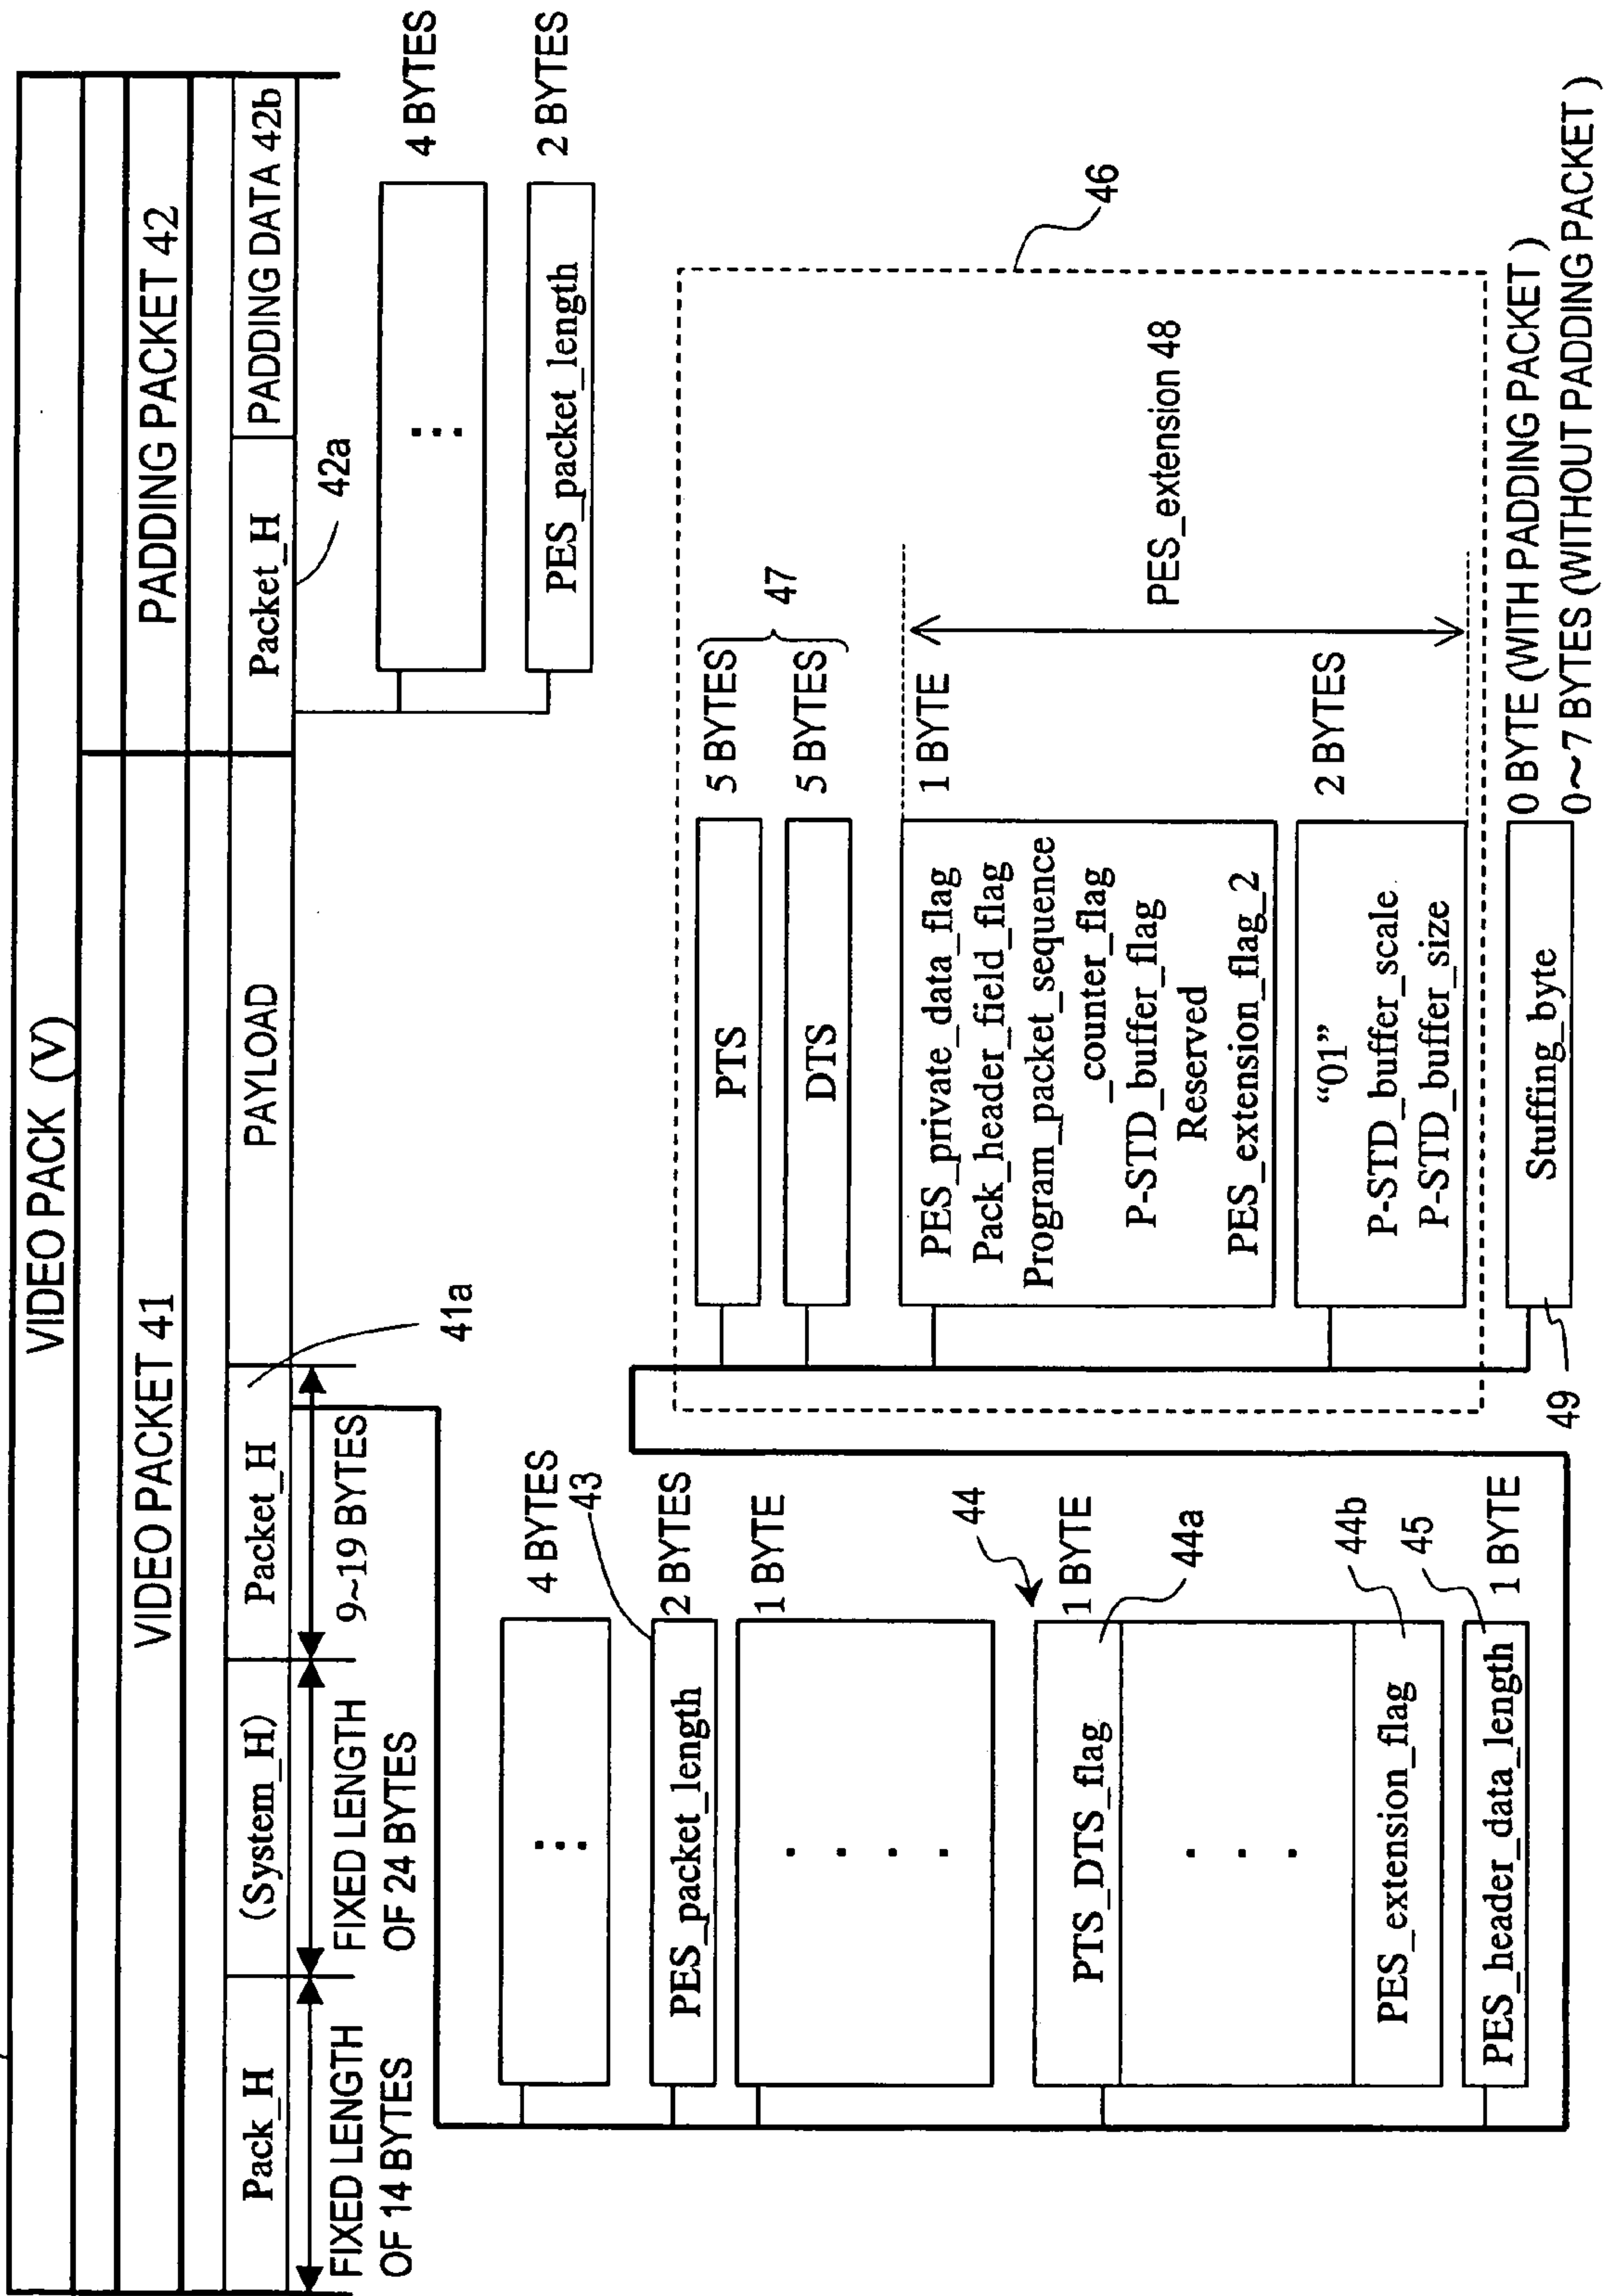 VIDEO PACK (V)
VIDEO PACKET 41
PADDING PACKET 42
Pack_H
(System_H)
Packet_H
PAYLOAD
Packet_H
PADDING DATA 42b
FIXED LENGTH
OF 14 BYTES
FIXED LENGTH
OF 24 BYTES
9~19 BYTES
41a
42a
⋮
4 BYTES
PES_packet_length
2 BYTES
⋮
4 BYTES
43
PES_packet_length
2 BYTES
1 BYTE
44
PTS_DTS_flag
1 BYTE
44a
PES_extension_flag
44b
45
PES_header_data_length
1 BYTE
46
PTS
5 BYTES
47
DTS
5 BYTES
PES_private_data_flag
Pack_header_field_flag
Program_packet_sequence
_counter_flag
P-STD_buffer_flag
Reserved
PES_extension_flag_2
1 BYTE
PES_extension 48
“01”
P-STD_buffer_scale
P-STD_buffer_size
2 BYTES
Stuffing_byte
49
0 BYTE (WITH PADDING PACKET )
0~7 BYTES (WITHOUT PADDING PACKET )